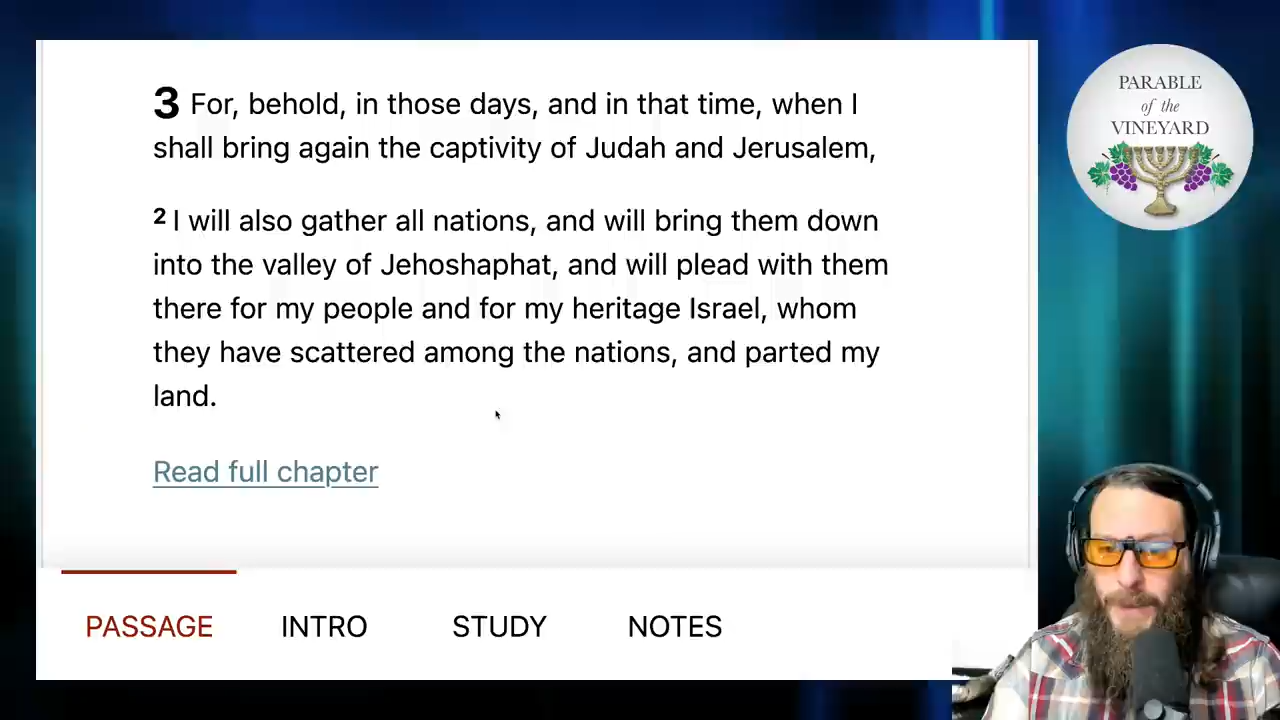 3 For, behold, in those days, and in that time, when I
shall bring again the captivity of Judah and Jerusalem,
2 I will also gather all nations, and will bring them down
into the valley of Jehoshaphat, and will plead with them
there for my people and for my heritage Israel, whom
they have scattered among the nations, and parted my
land.
Read full chapter
PASSAGE INTRO STUDY NOTES
PARABLE
of the
VINEYARD